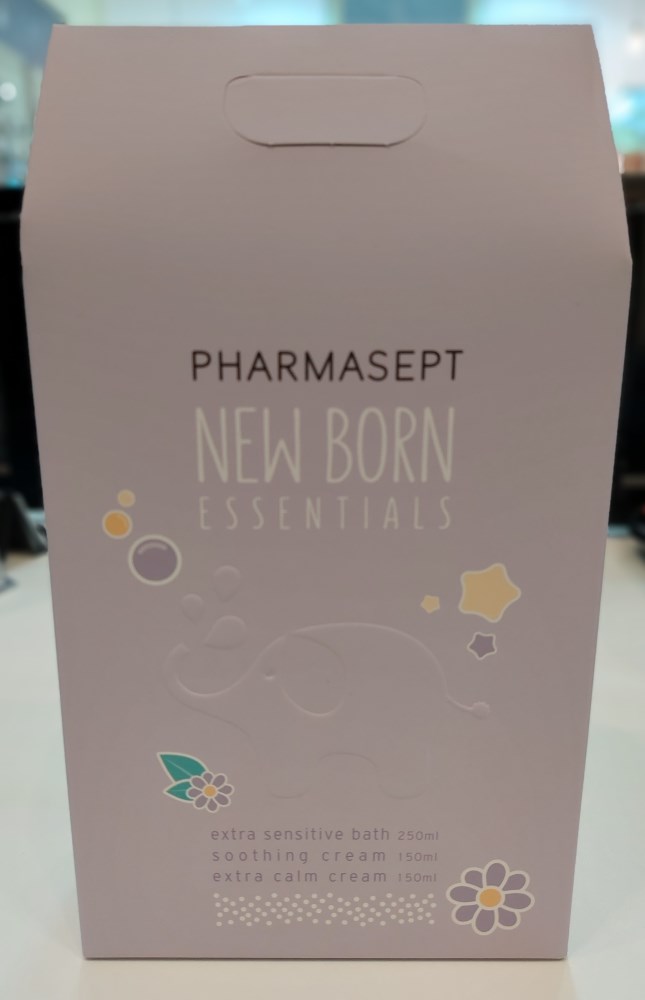 PHARMASEPT
NEW BORN
ESSENTIALS
extra sensitive bath 250ml
soothing cream 150ml
extra calm cream 150ml